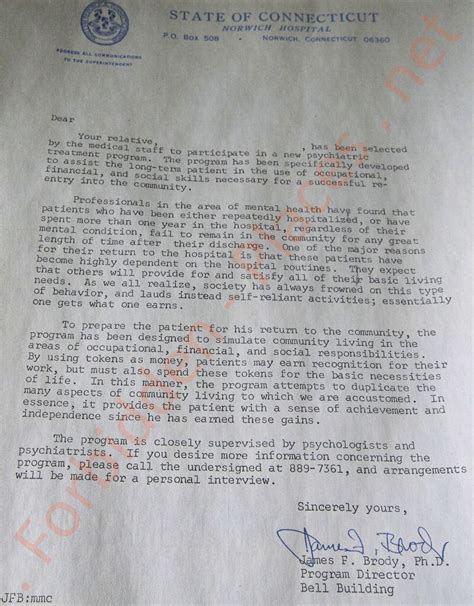 STATE OF CONNECTICUT
NORWICH HOSPITAL
P.O. BOX 508 · NORWICH, CONNECTICUT 06360
ADDRESS ALL COMMUNICATIONS
TO THE SUPERINTENDENT
Dear
Your relative, , has been selected
by the medical staff to participate in a new psychiatric
treatment program. The program has been specifically developed
to assist the long-term patient in the use of occupational,
financial, and social skills necessary for a successful re-
entry into the community.
Professionals in the area of mental health have found that
patients who have been either repeatedly hospitalized, or have
spent more than one year in the hospital, regardless of their
mental condition, fail to remain in the community for any great
length of time after their discharge. One of the major reasons
for their return to the hospital is that these patients have
become highly dependent on the hospital routines. They expect
that others will provide for and satisfy all of their basic living
needs. As we all realize, society has always frowned on this type
of behavior, and lauds instead self-reliant activities; essentially
one gets what one earns.
To prepare the patient for his return to the community, the
program has been designed to simulate community living in the
areas of occupational, financial, and social responsibilities.
By using tokens as money, patients may earn recognition for their
work, but must also spend these tokens for the basic necessities
of life. In this manner, the program attempts to duplicate the
many aspects of community living to which we are accustomed. In
essence, it provides the patient with a sense of achievement and
independence since he has earned these gains.
The program is closely supervised by psychologists and
psychiatrists. If you desire more information concerning the
program, please call the undersigned at 889-7361, and arrangements
will be made for a personal interview.
Sincerely yours,
James F. Brody
James F. Brody, Ph.D.
Program Director
Bell Building
JFB:mmc